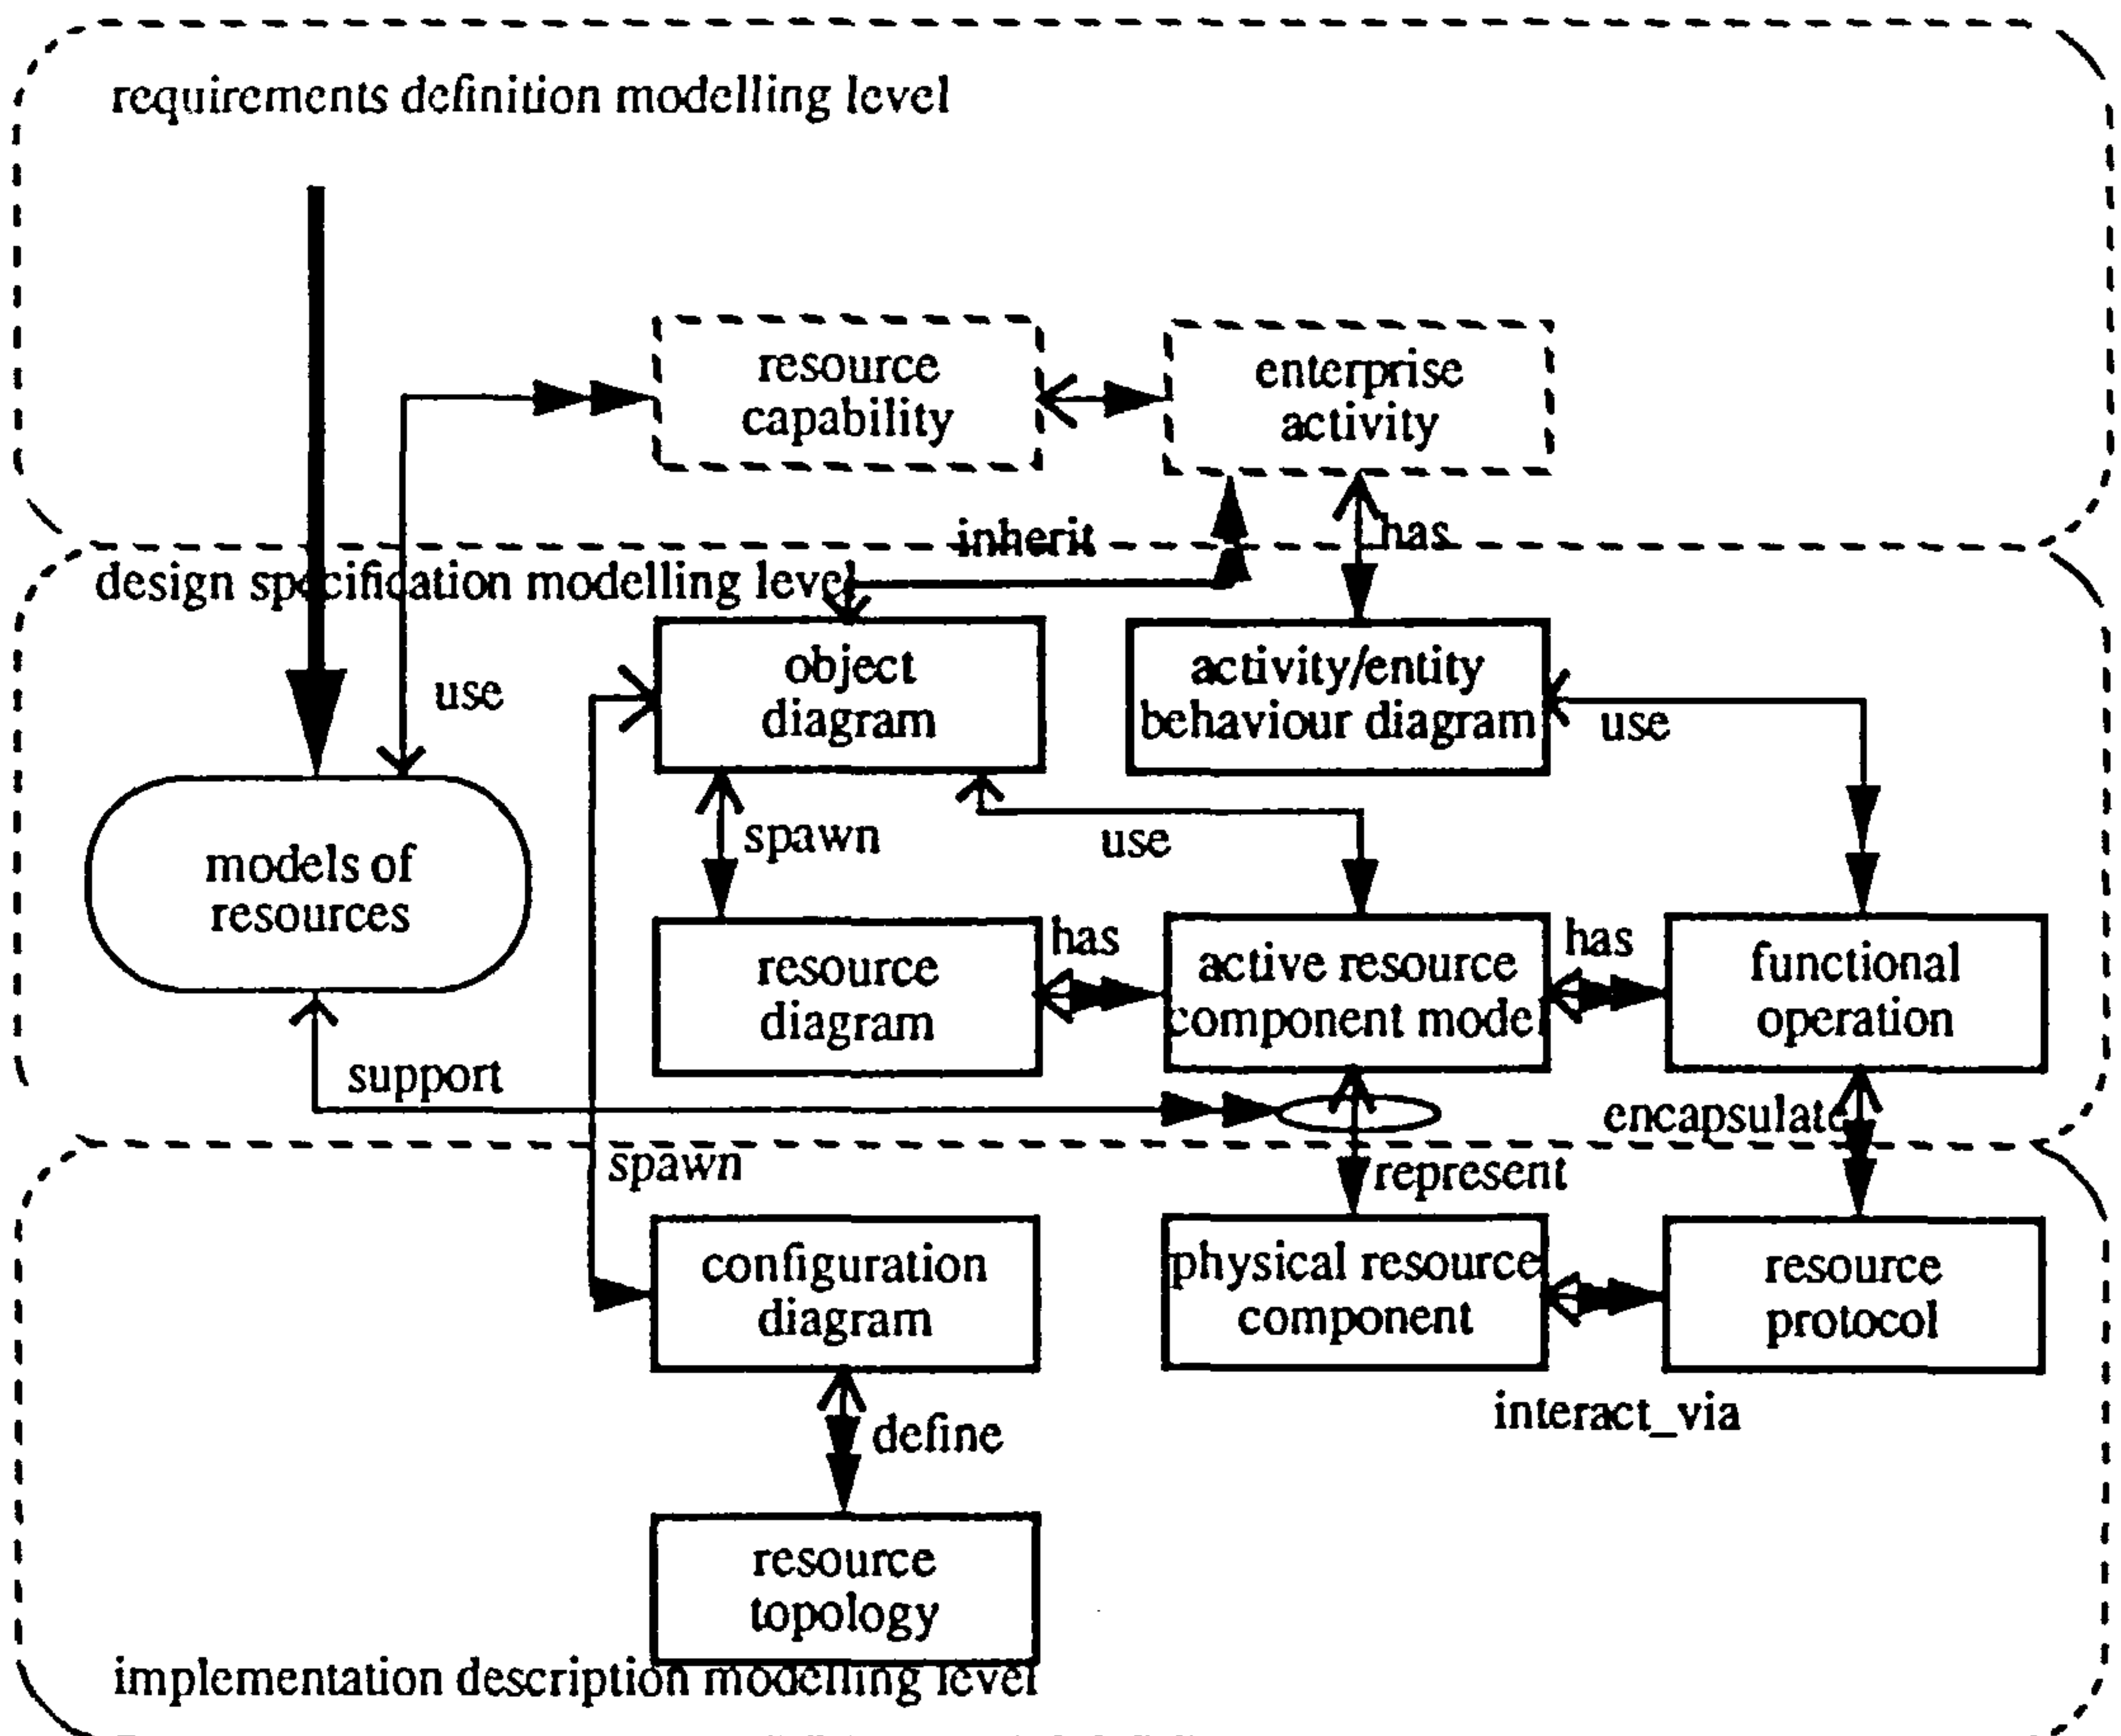 requirements definition modelling level
resource
capability
enterprise
activity
inherit
has
design specification modelling level
use
object
diagram
activity/entity
behaviour diagram
use
spawn
use
models of
resources
has
has
resource
diagram
active resource
component model
functional
operation
support
encapsulate
spawn
represent
configuration
diagram
physical resource
component
resource
protocol
interact_via
define
resource
topology
implementation description modelling level